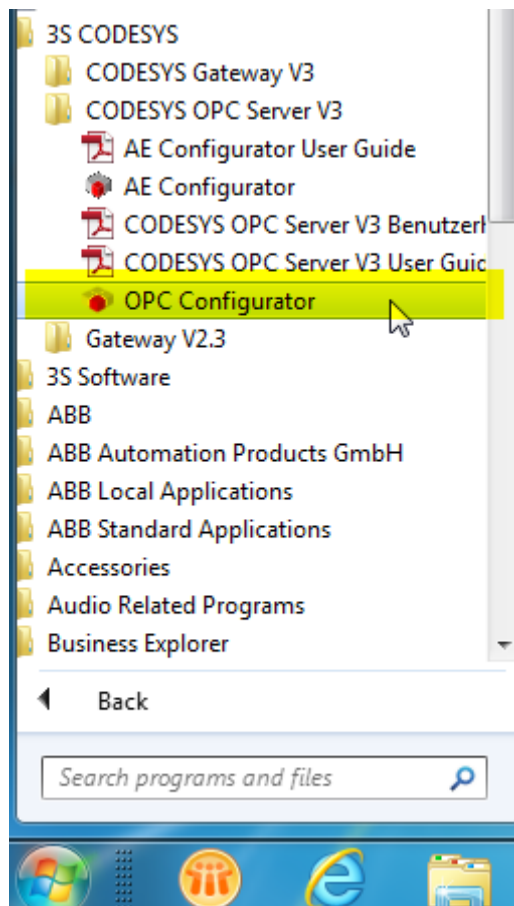 3S CODESYS
CODESYS Gateway V3
CODESYS OPC Server V3
AE Configurator User Guide
AE Configurator
CODESYS OPC Server V3 Benutzerh
CODESYS OPC Server V3 User Guid
OPC Configurator
Gateway V2.3
3S Software
ABB
ABB Automation Products GmbH
ABB Local Applications
ABB Standard Applications
Accessories
Audio Related Programs
Business Explorer
Back
Search programs and files